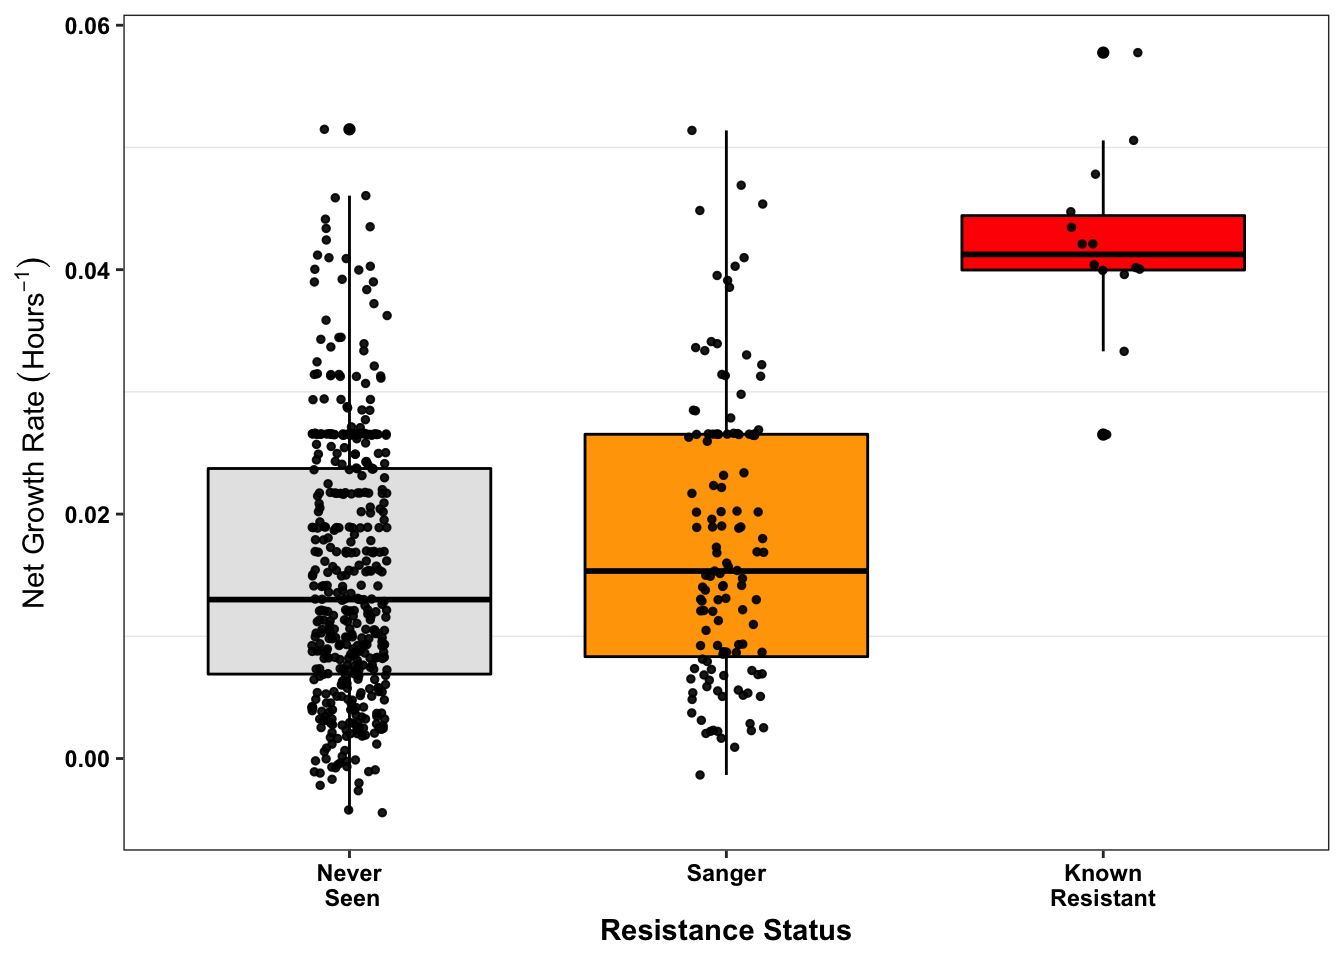 Net Growth Rate (Hours⁻¹)
0.06
0.04
0.02
0.00
Never
Seen
Sanger
Known
Resistant
Resistance Status